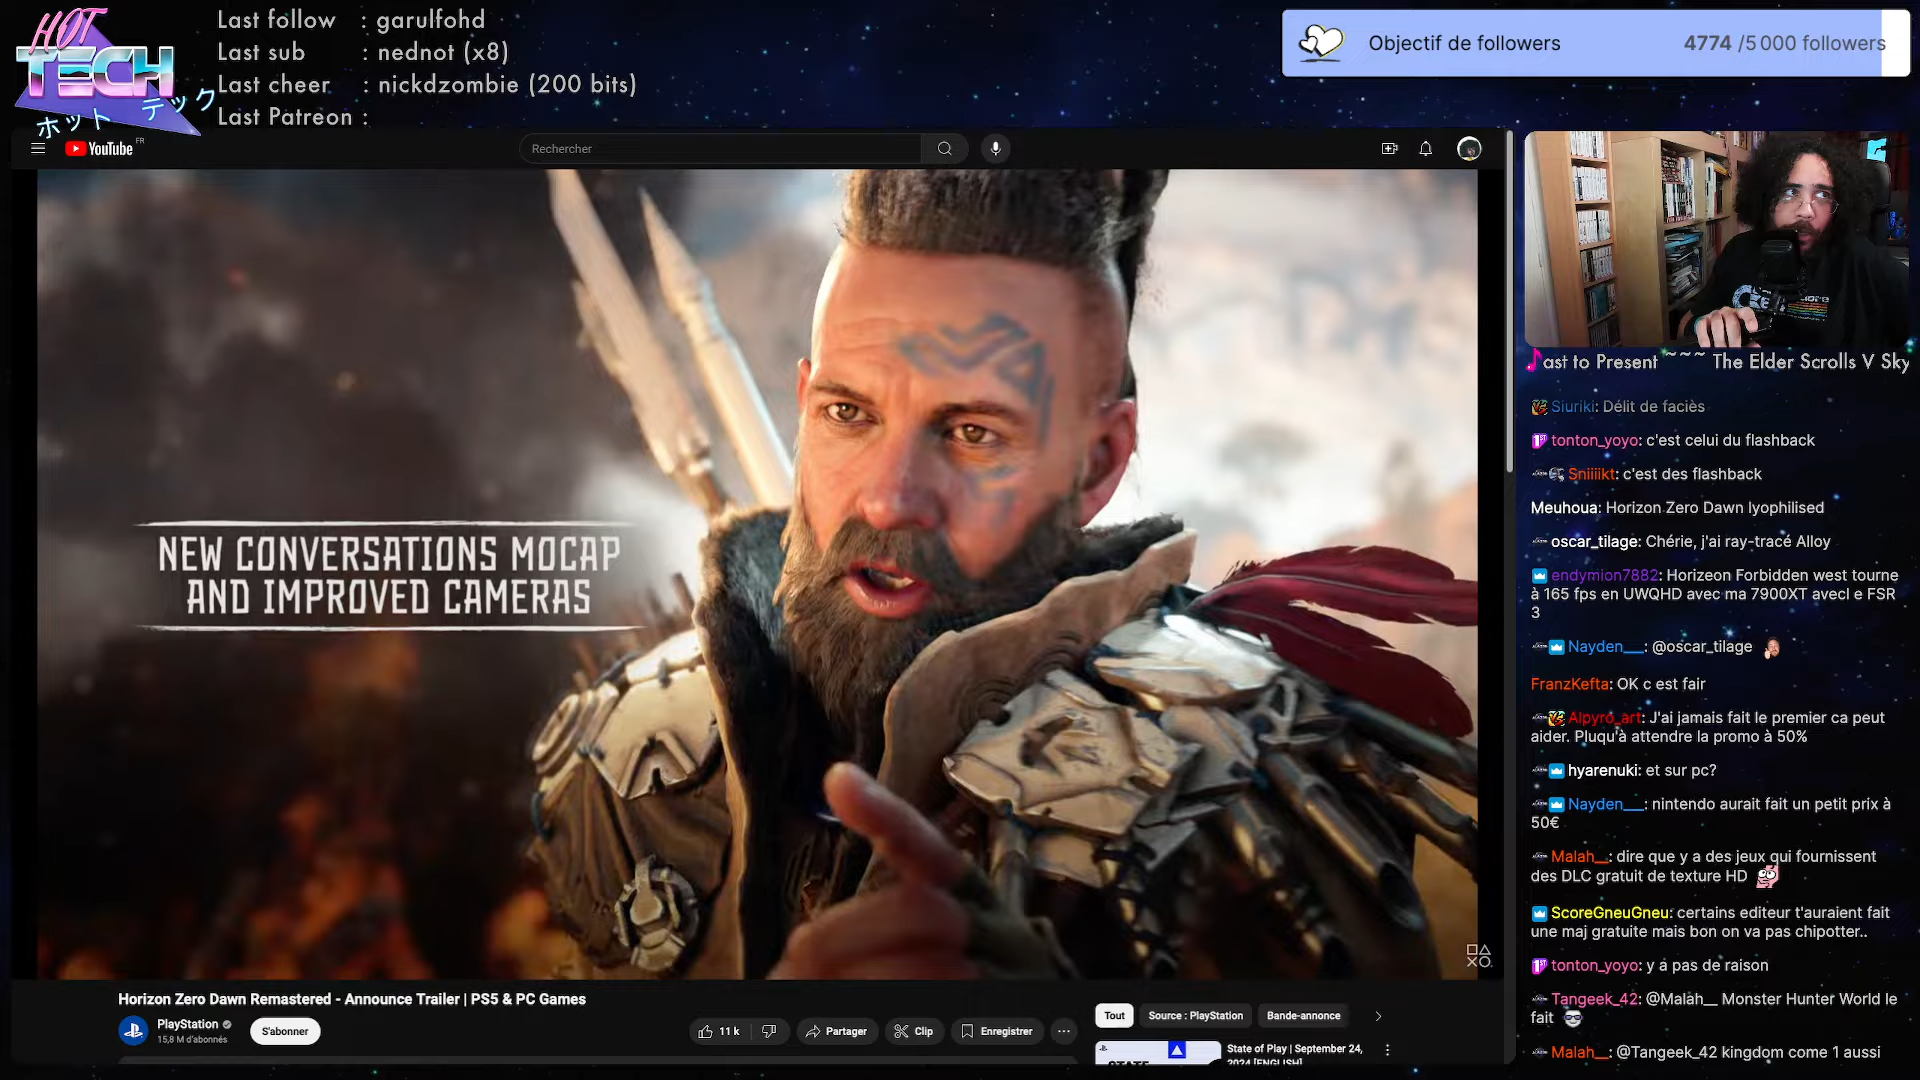 HOT
TECH
ホット テック
Last follow : garulfohd
Last sub : nednot (x8)
Last cheer : nickdzombie (200 bits)
Last Patreon :
Objectif de followers 4774 /5 000 followers
YouTube FR
Rechercher
NEW CONVERSATIONS MOCAP
AND IMPROVED CAMERAS
Horizon Zero Dawn Remastered - Announce Trailer | PS5 & PC Games
PlayStation
15,8 M d'abonnés
S'abonner
11 k
Partager
Clip
Enregistrer
Tout
Source : PlayStation
Bande-annonce
State of Play | September 24,
2024 [ENGLISH]
ast to Present ~~~ The Elder Scrolls V Sky
Siuriki: Délit de faciès
tonton_yoyo: c'est celui du flashback
Sniiiikt: c'est des flashback
Meuhoua: Horizon Zero Dawn lyophilised
oscar_tilage: Chérie, j'ai ray-tracé Alloy
endymion7882: Horizeon Forbidden west tourne
à 165 fps en UWQHD avec ma 7900XT avecl e FSR
3
Nayden__: @oscar_tilage
FranzKefta: OK c est fair
Alpyro_art: J'ai jamais fait le premier ca peut
aider. Pluqu'à attendre la promo à 50%
hyarenuki: et sur pc?
Nayden__: nintendo aurait fait un petit prix à
50€
Malah__: dire que y a des jeux qui fournissent
des DLC gratuit de texture HD
ScoreGneuGneu: certains editeur t'auraient fait
une maj gratuite mais bon on va pas chipotter..
tonton_yoyo: y a pas de raison
Tangeek_42: @Malah__ Monster Hunter World le
fait
Malah__: @Tangeek_42 kingdom come 1 aussi